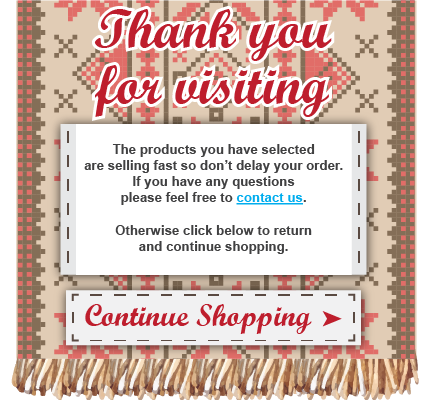 Thank you
for visiting
The products you have selected
are selling fast so don't delay your order.
If you have any questions
please feel free to contact us.
Otherwise click below to return
and continue shopping.
Continue Shopping